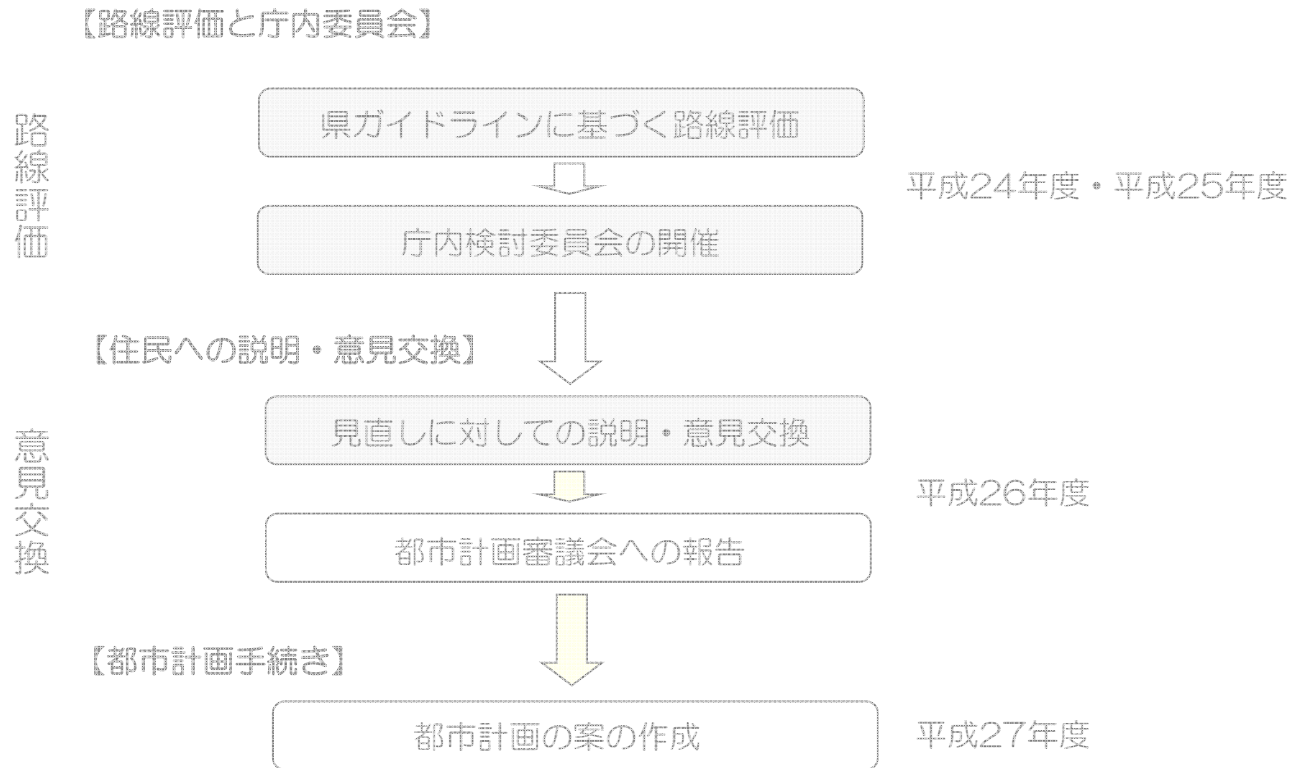 【路線評価と庁内委員会】
路線評価
県ガイドラインに基づく路線評価
平成24年度・平成25年度
庁内検討委員会の開催
【住民への説明・意見交換】
意見交換
見直しに対しての説明・意見交換
平成26年度
都市計画審議会への報告
【都市計画手続き】
都市計画の案の作成
平成27年度